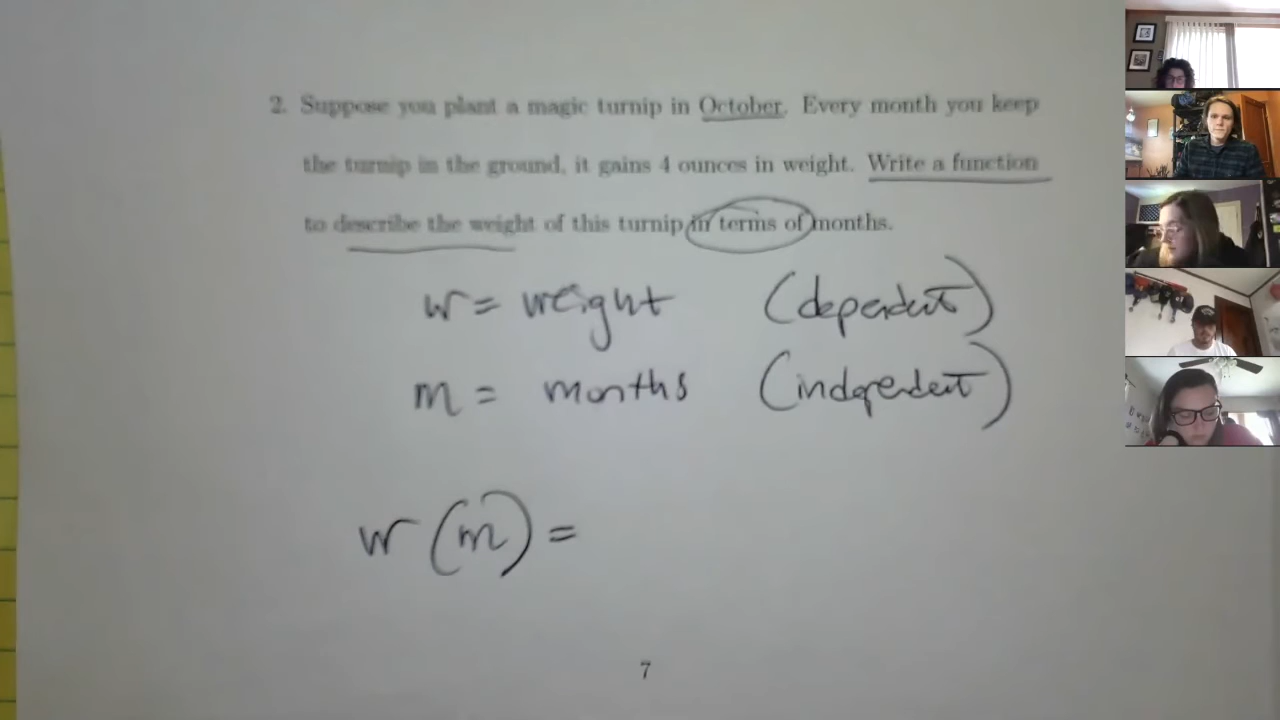 2. Suppose you plant a magic turnip in October. Every month you keep
the turnip in the ground, it gains 4 ounces in weight. Write a function
to describe the weight of this turnip in terms of months.
w = weight (dependent)
m = months (independent)
w(m) =
7